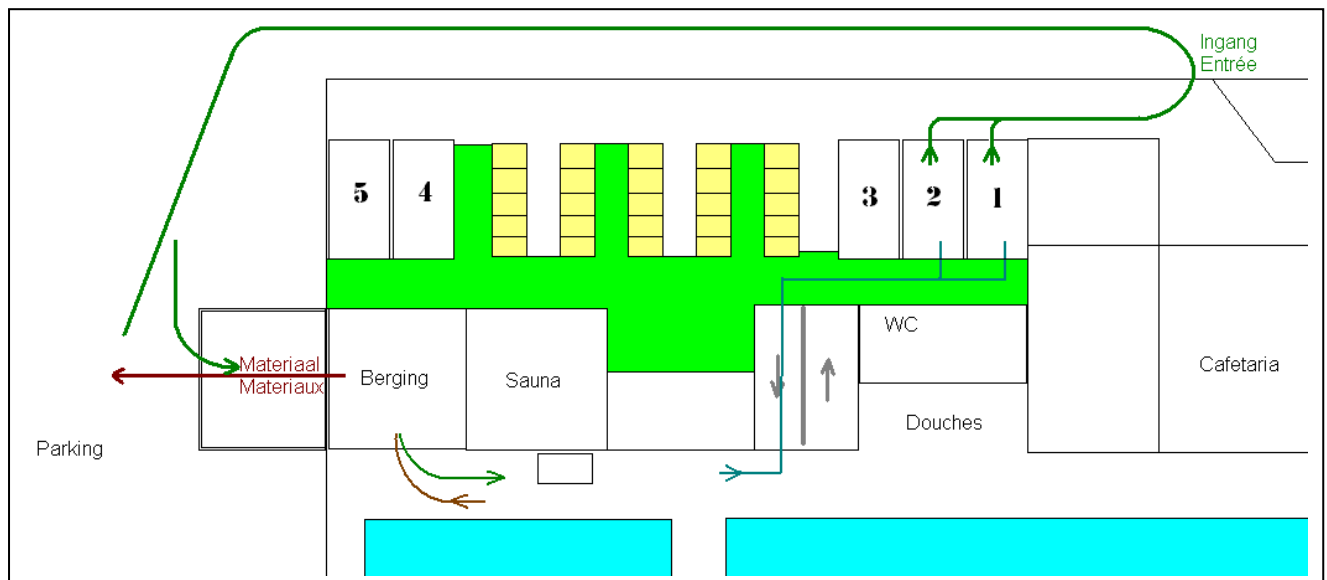 Ingang
Entrée
5
4
3
2
1
WC
Materiaal
Materiaux
Berging
Sauna
Cafetaria
Douches
Parking